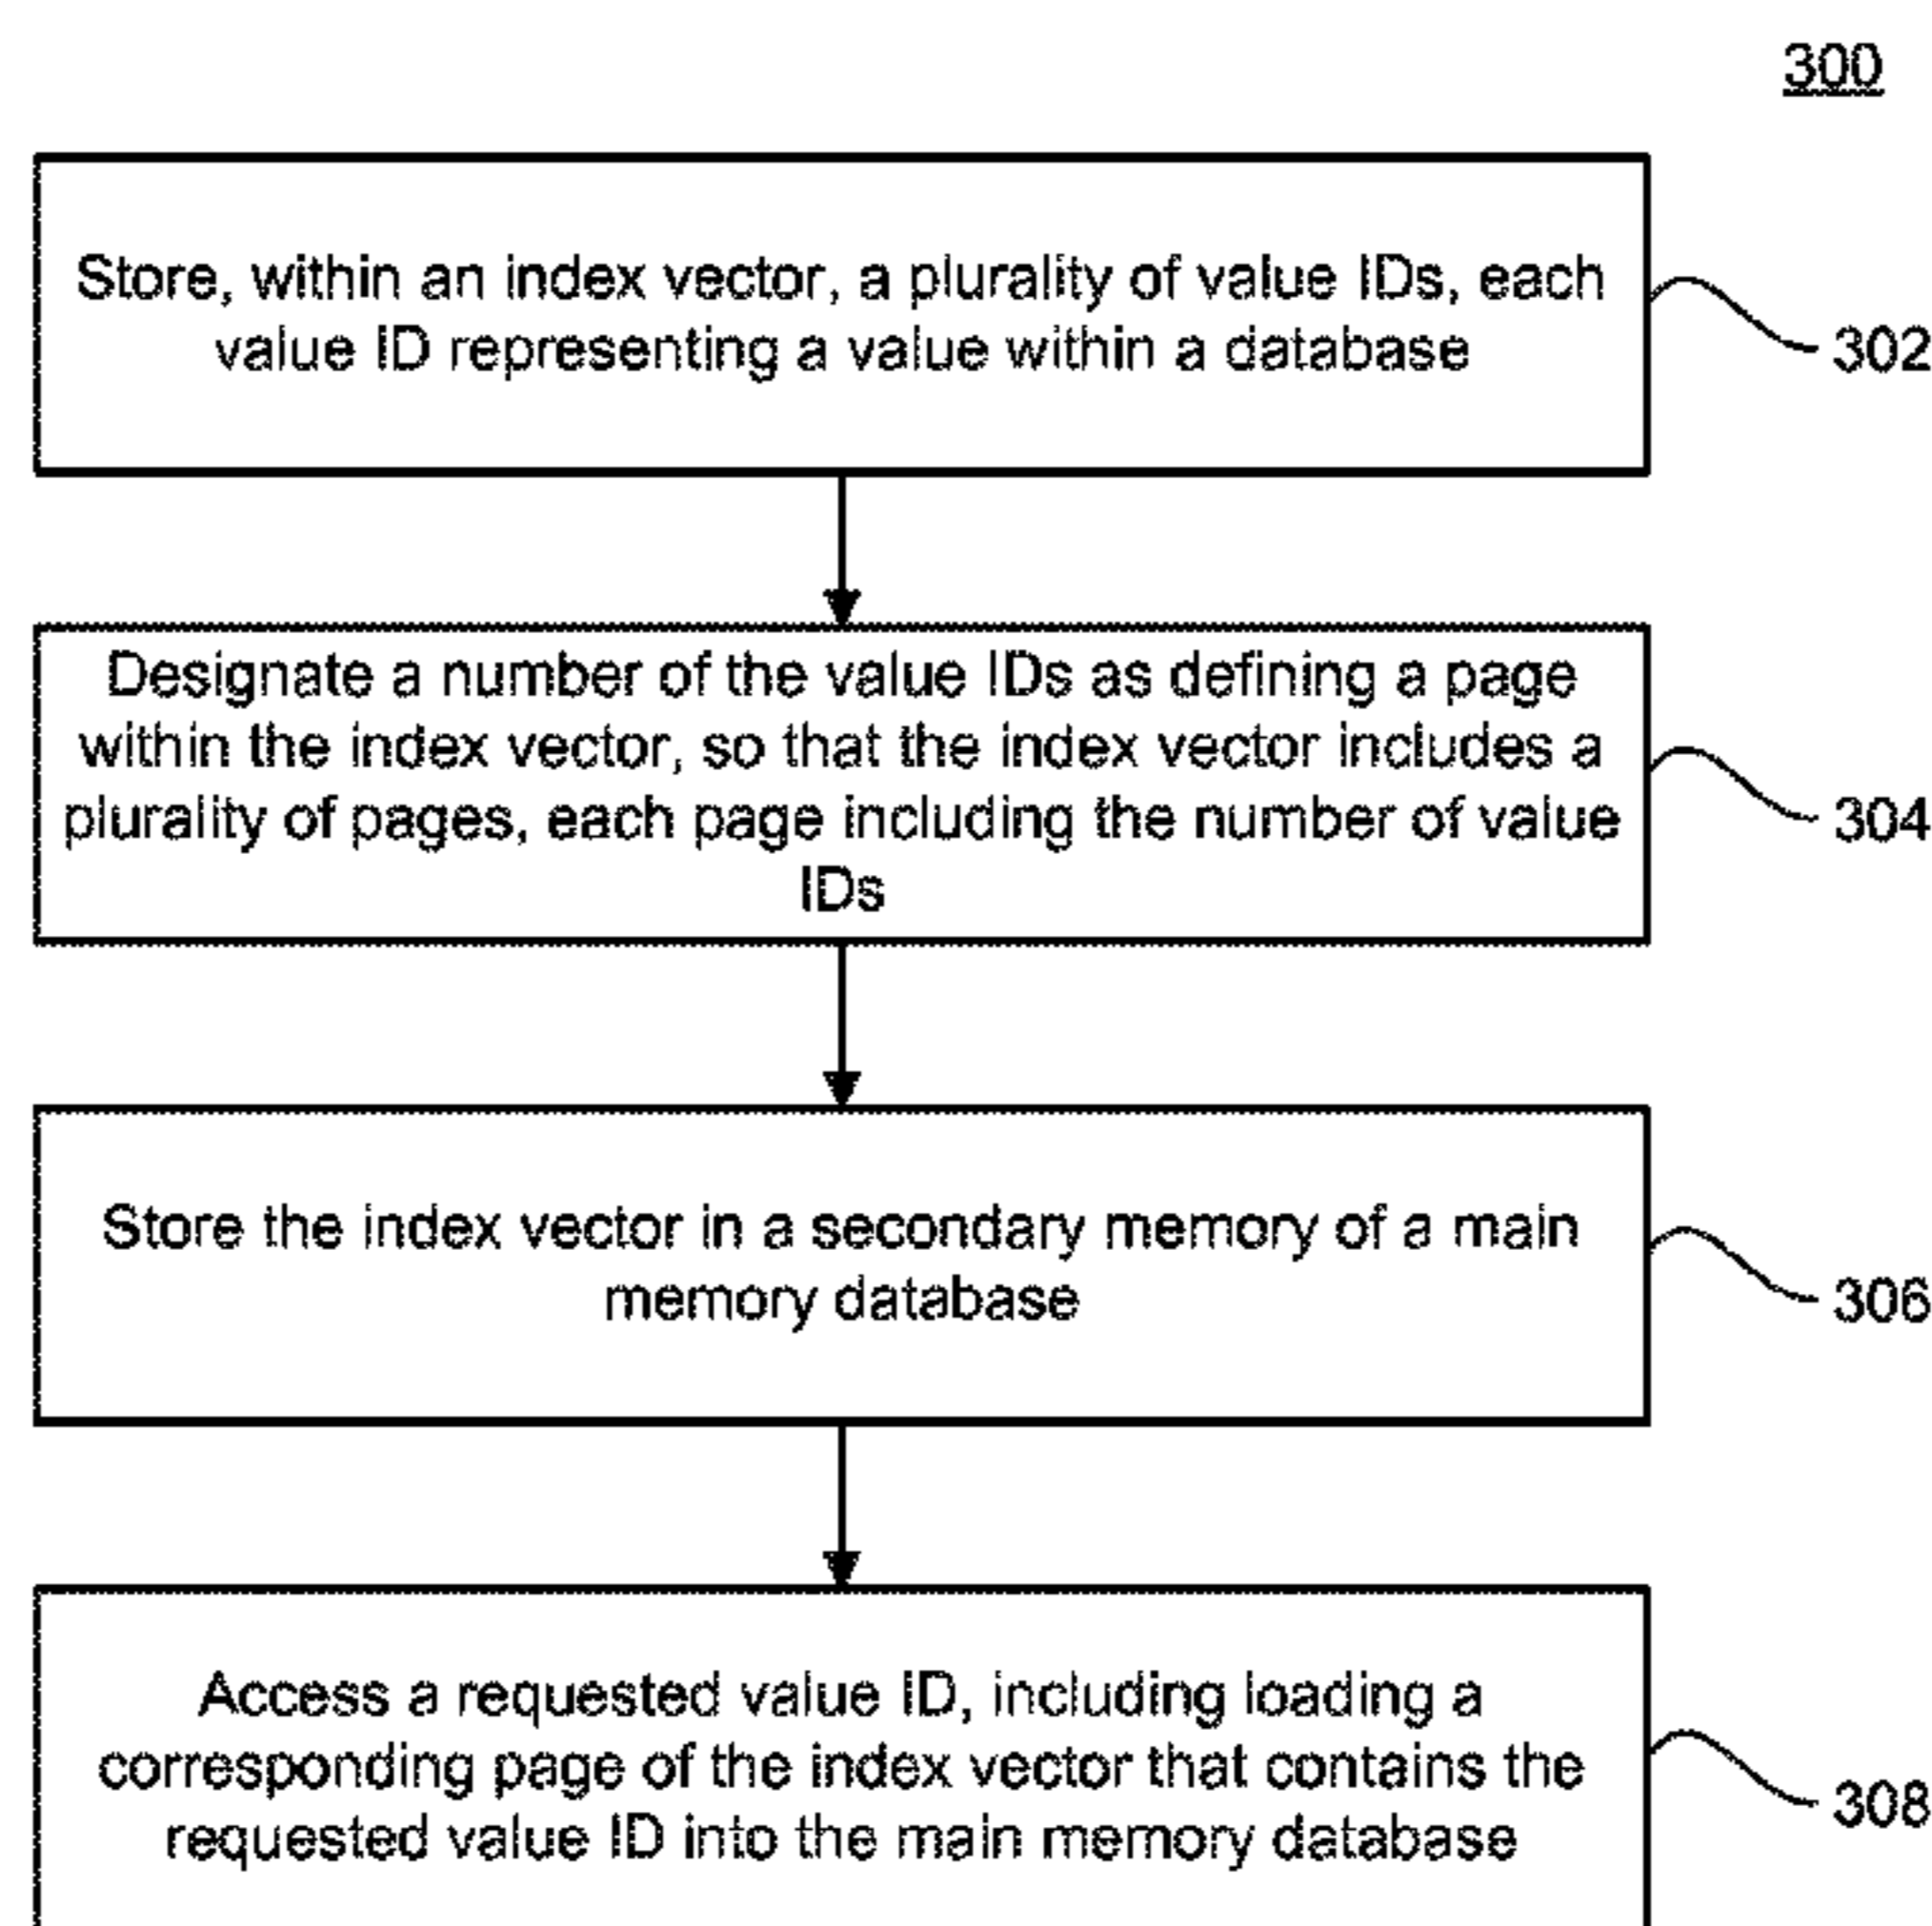 300
Store, within an index vector, a plurality of value IDs, each
value ID representing a value within a database
302
Designate a number of the value IDs as defining a page
within the index vector, so that the index vector includes a
plurality of pages, each page including the number of value
IDs
304
Store the index vector in a secondary memory of a main
memory database
306
Access a requested value ID, including loading a
corresponding page of the index vector that contains the
requested value ID into the main memory database
308